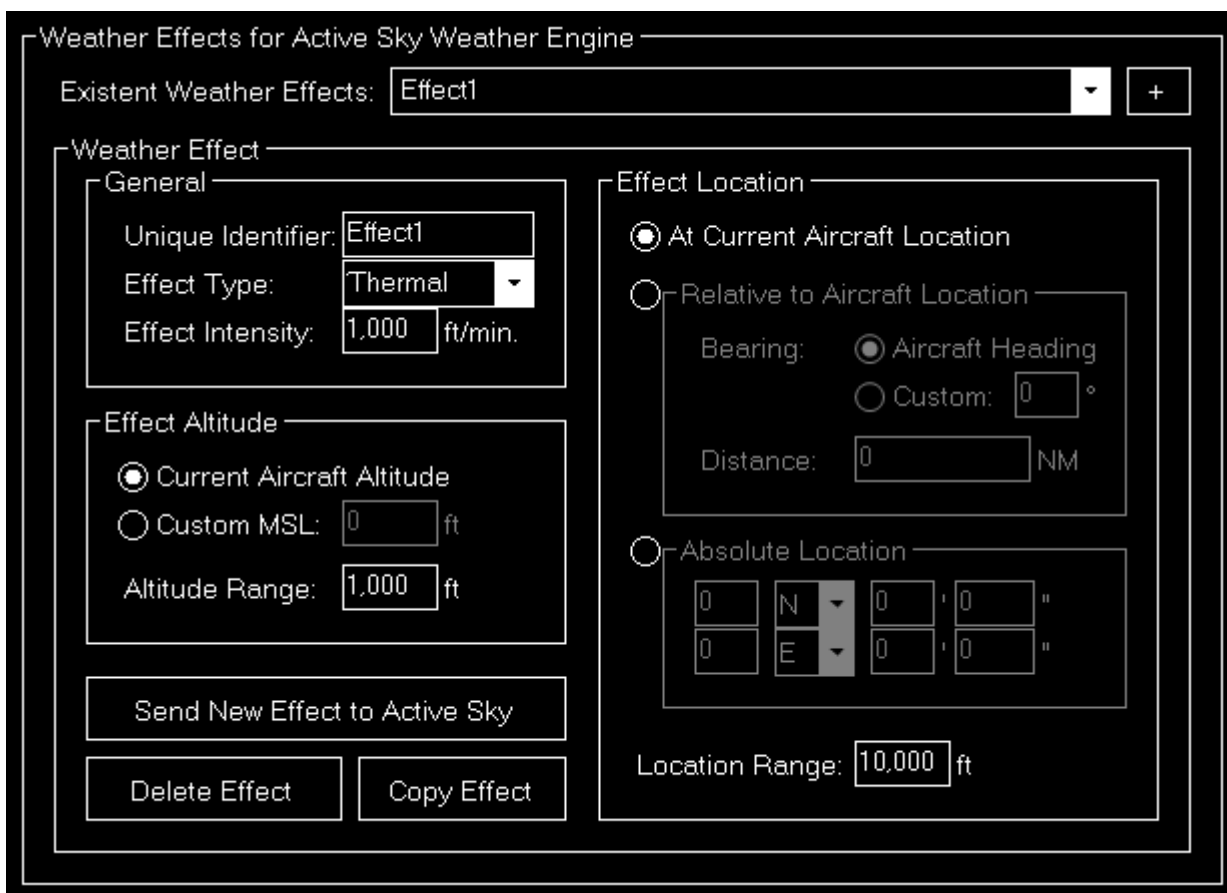 Weather Effects for Active Sky Weather Engine
Existent Weather Effects: Effect1 +
Weather Effect
General
Unique Identifier: Effect1
Effect Type: Thermal
Effect Intensity: 1,000 ft/min.
Effect Altitude
Current Aircraft Altitude
Custom MSL: 0 ft
Altitude Range: 1,000 ft
Send New Effect to Active Sky
Delete Effect Copy Effect
Effect Location
At Current Aircraft Location
Relative to Aircraft Location
Bearing: Aircraft Heading
Custom: 0 °
Distance: 0 NM
Absolute Location
0 N 0 ' 0 "
0 E 0 ' 0 "
Location Range: 10,000 ft